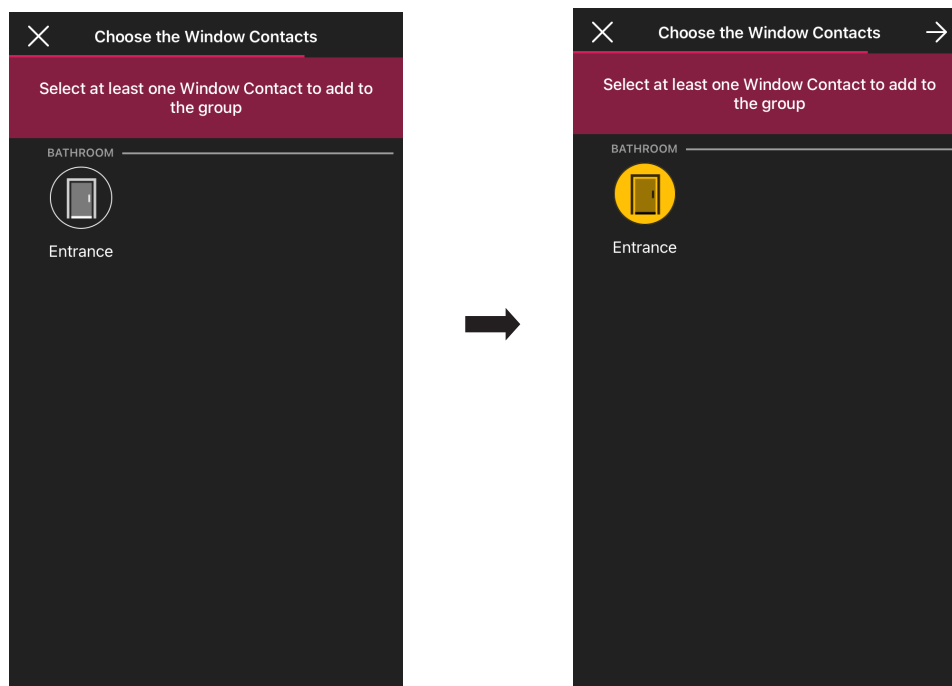 Choose the Window Contacts
Select at least one Window Contact to add to
the group
BATHROOM
Entrance
Choose the Window Contacts
Select at least one Window Contact to add to
the group
BATHROOM
Entrance